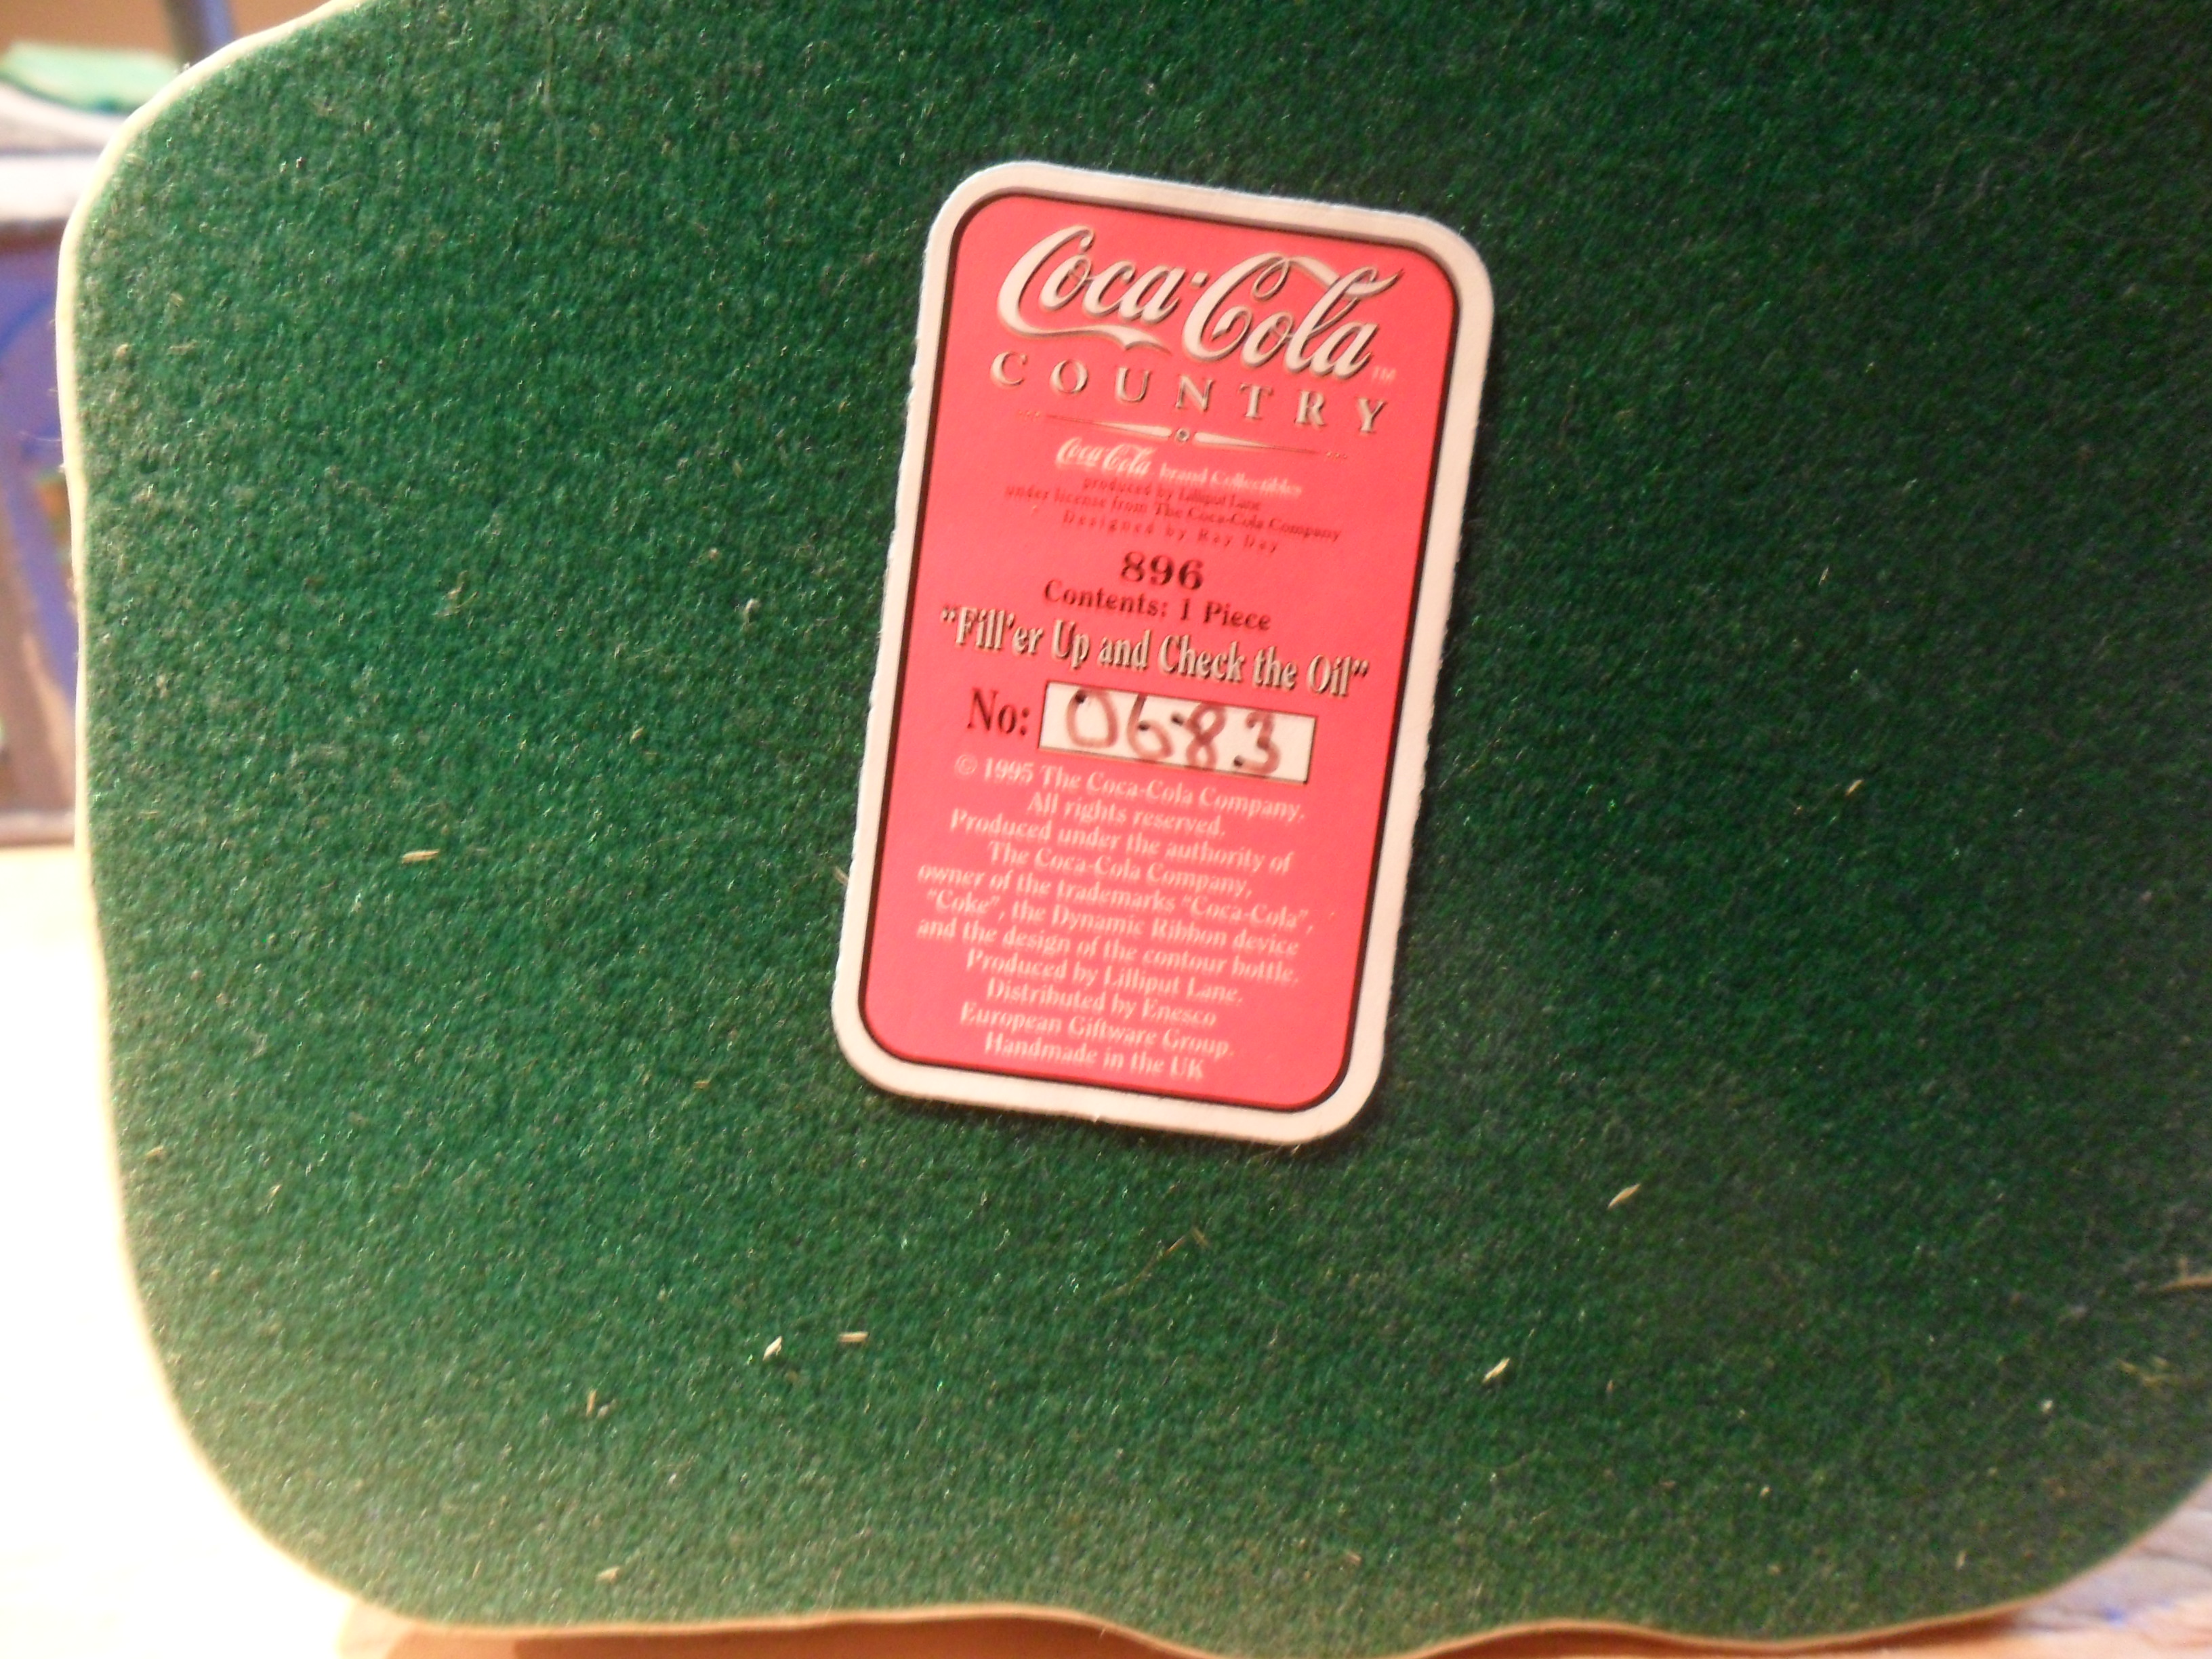 Coca-Cola TM
COUNTRY
Coca-Cola brand Collectibles
produced by Lilliput Lane
under license from The Coca-Cola Company
Designed by Ray Day
896
Contents: 1 Piece
"Fill'er Up and Check the Oil"
No: 0683
© 1995 The Coca-Cola Company.
All rights reserved.
Produced under the authority of
The Coca-Cola Company,
owner of the trademarks "Coca-Cola",
"Coke", the Dynamic Ribbon device
and the design of the contour bottle.
Produced by Lilliput Lane.
Distributed by Enesco
European Giftware Group.
Handmade in the UK